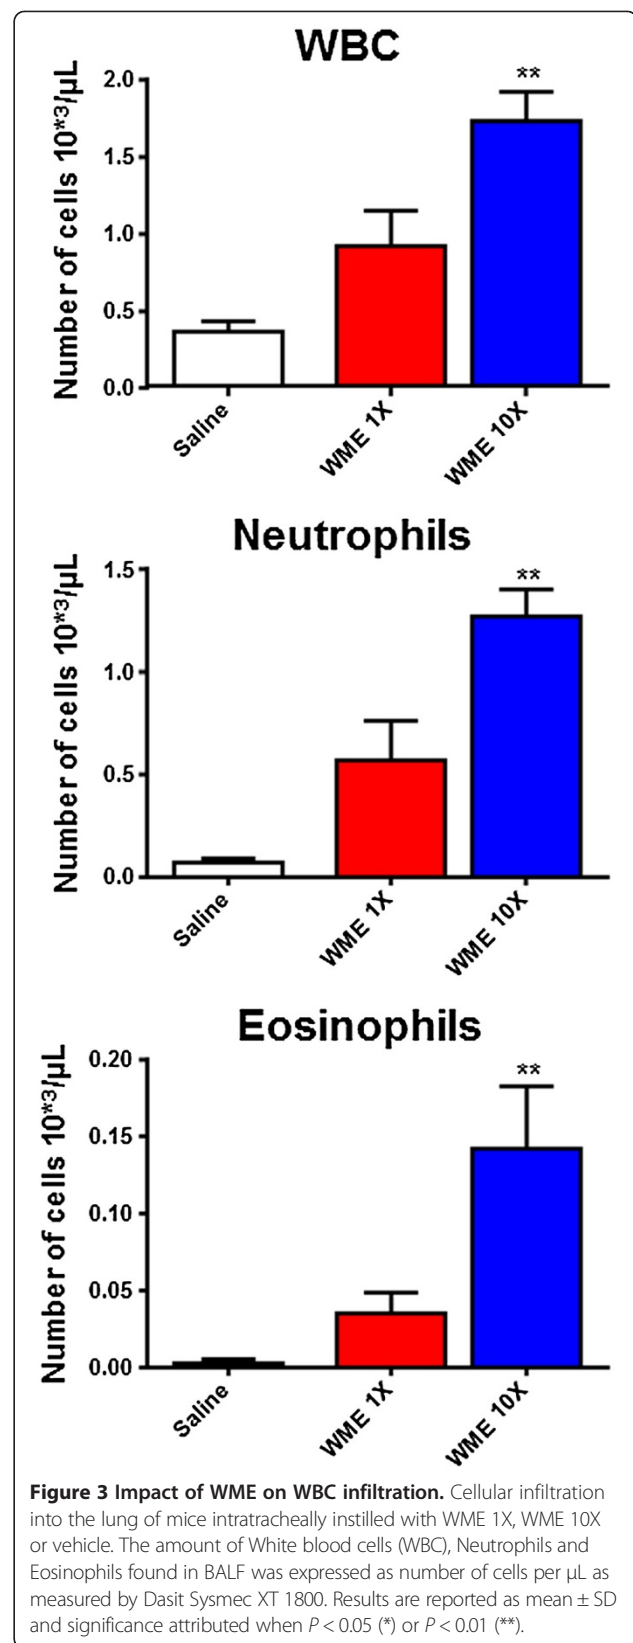 WBC
Number of cells 10*³/µL
2.0
**
1.5
1.0
0.5
0.0
Saline
WME 1X
WME 10X
Neutrophils
Number of cells 10*³/µL
1.5
**
1.0
0.5
0.0
Saline
WME 1X
WME 10X
Eosinophils
Number of cells 10*³/µL
0.20
**
0.15
0.10
0.05
0.00
Saline
WME 1X
WME 10X
Figure 3 Impact of WME on WBC infiltration. Cellular infiltration
into the lung of mice intratracheally instilled with WME 1X, WME 10X
or vehicle. The amount of White blood cells (WBC), Neutrophils and
Eosinophils found in BALF was expressed as number of cells per µL as
measured by Dasit Sysmec XT 1800. Results are reported as mean ± SD
and significance attributed when P < 0.05 (*) or P < 0.01 (**).